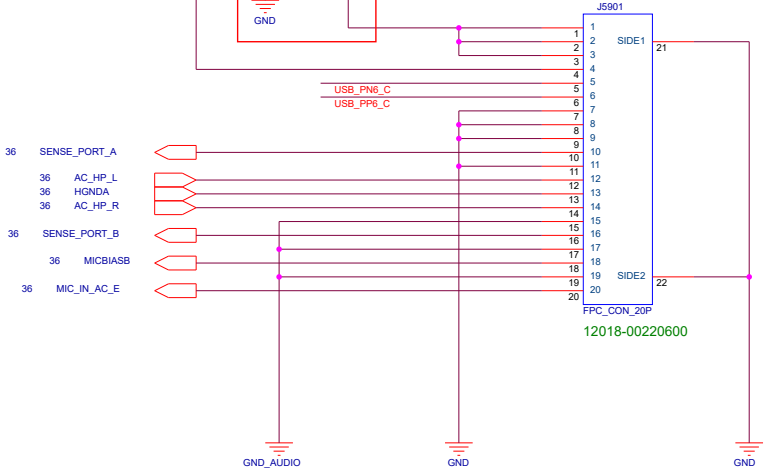 J5901
GND
1 1
2 2 SIDE1 21
3 3
4 4
USB_PN6_C 5 5
USB_PP6_C 6 6
7 7
8 8
9 9
36 SENSE_PORT_A 10 10
11 11
36 AC_HP_L 12 12
36 HGNDA 13 13
36 AC_HP_R 14 14
15 15
36 SENSE_PORT_B 16 16
17 17
36 MICBIASB 18 18
19 19 SIDE2 22
36 MIC_IN_AC_E 20 20
FPC_CON_20P
12018-00220600
GND_AUDIO GND GND